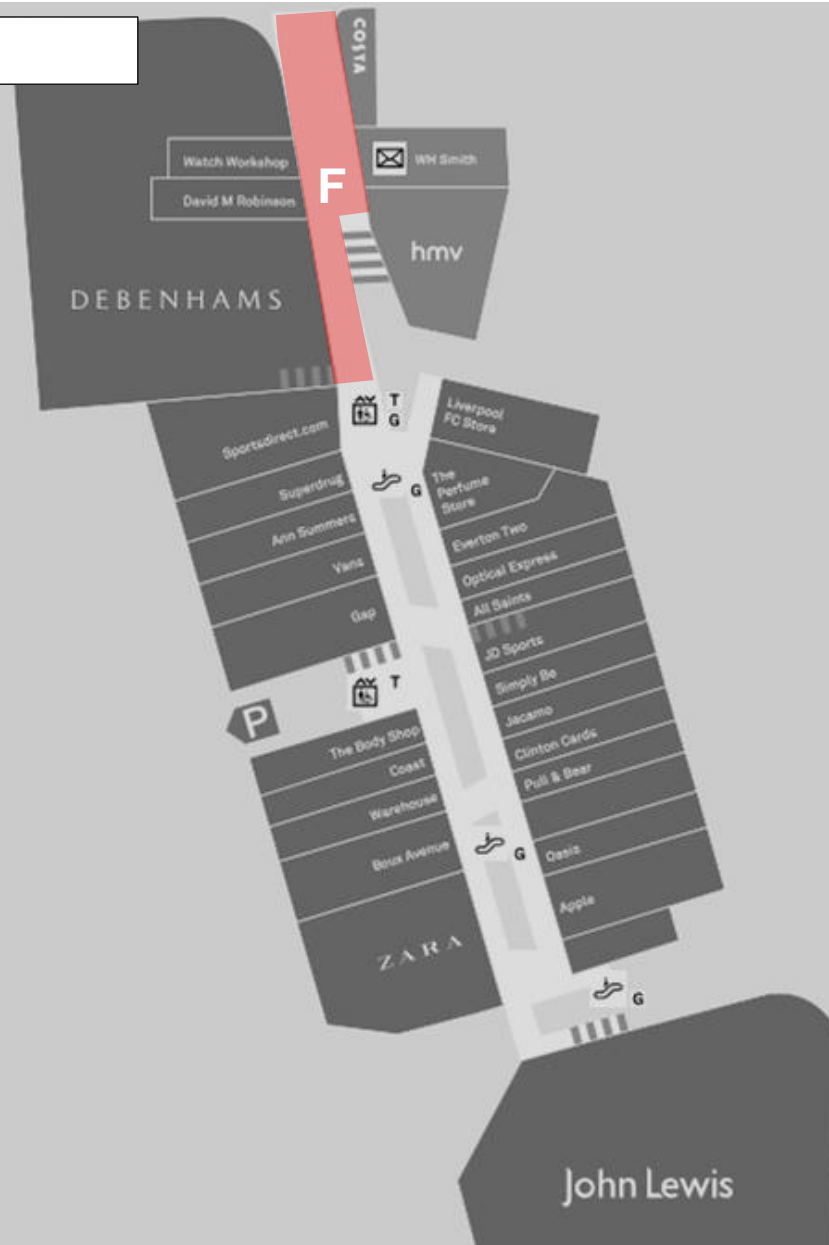 COSTA
Watch Workshop
WH Smith
F
David M Robinson
hmv
DEBENHAMS
T
G
Liverpool
FC Store
Sportsdirect.com
The
Perfume
Store
Superdrug
G
Ann Summers
Everton Two
Vans
Optical Express
All Saints
Gap
JD Sports
T
Simply Be
P
Jacamo
The Body Shop
Clinton Cards
Coast
Pull & Bear
Warehouse
Boux Avenue
G
Oasis
Apple
ZARA
G
John Lewis